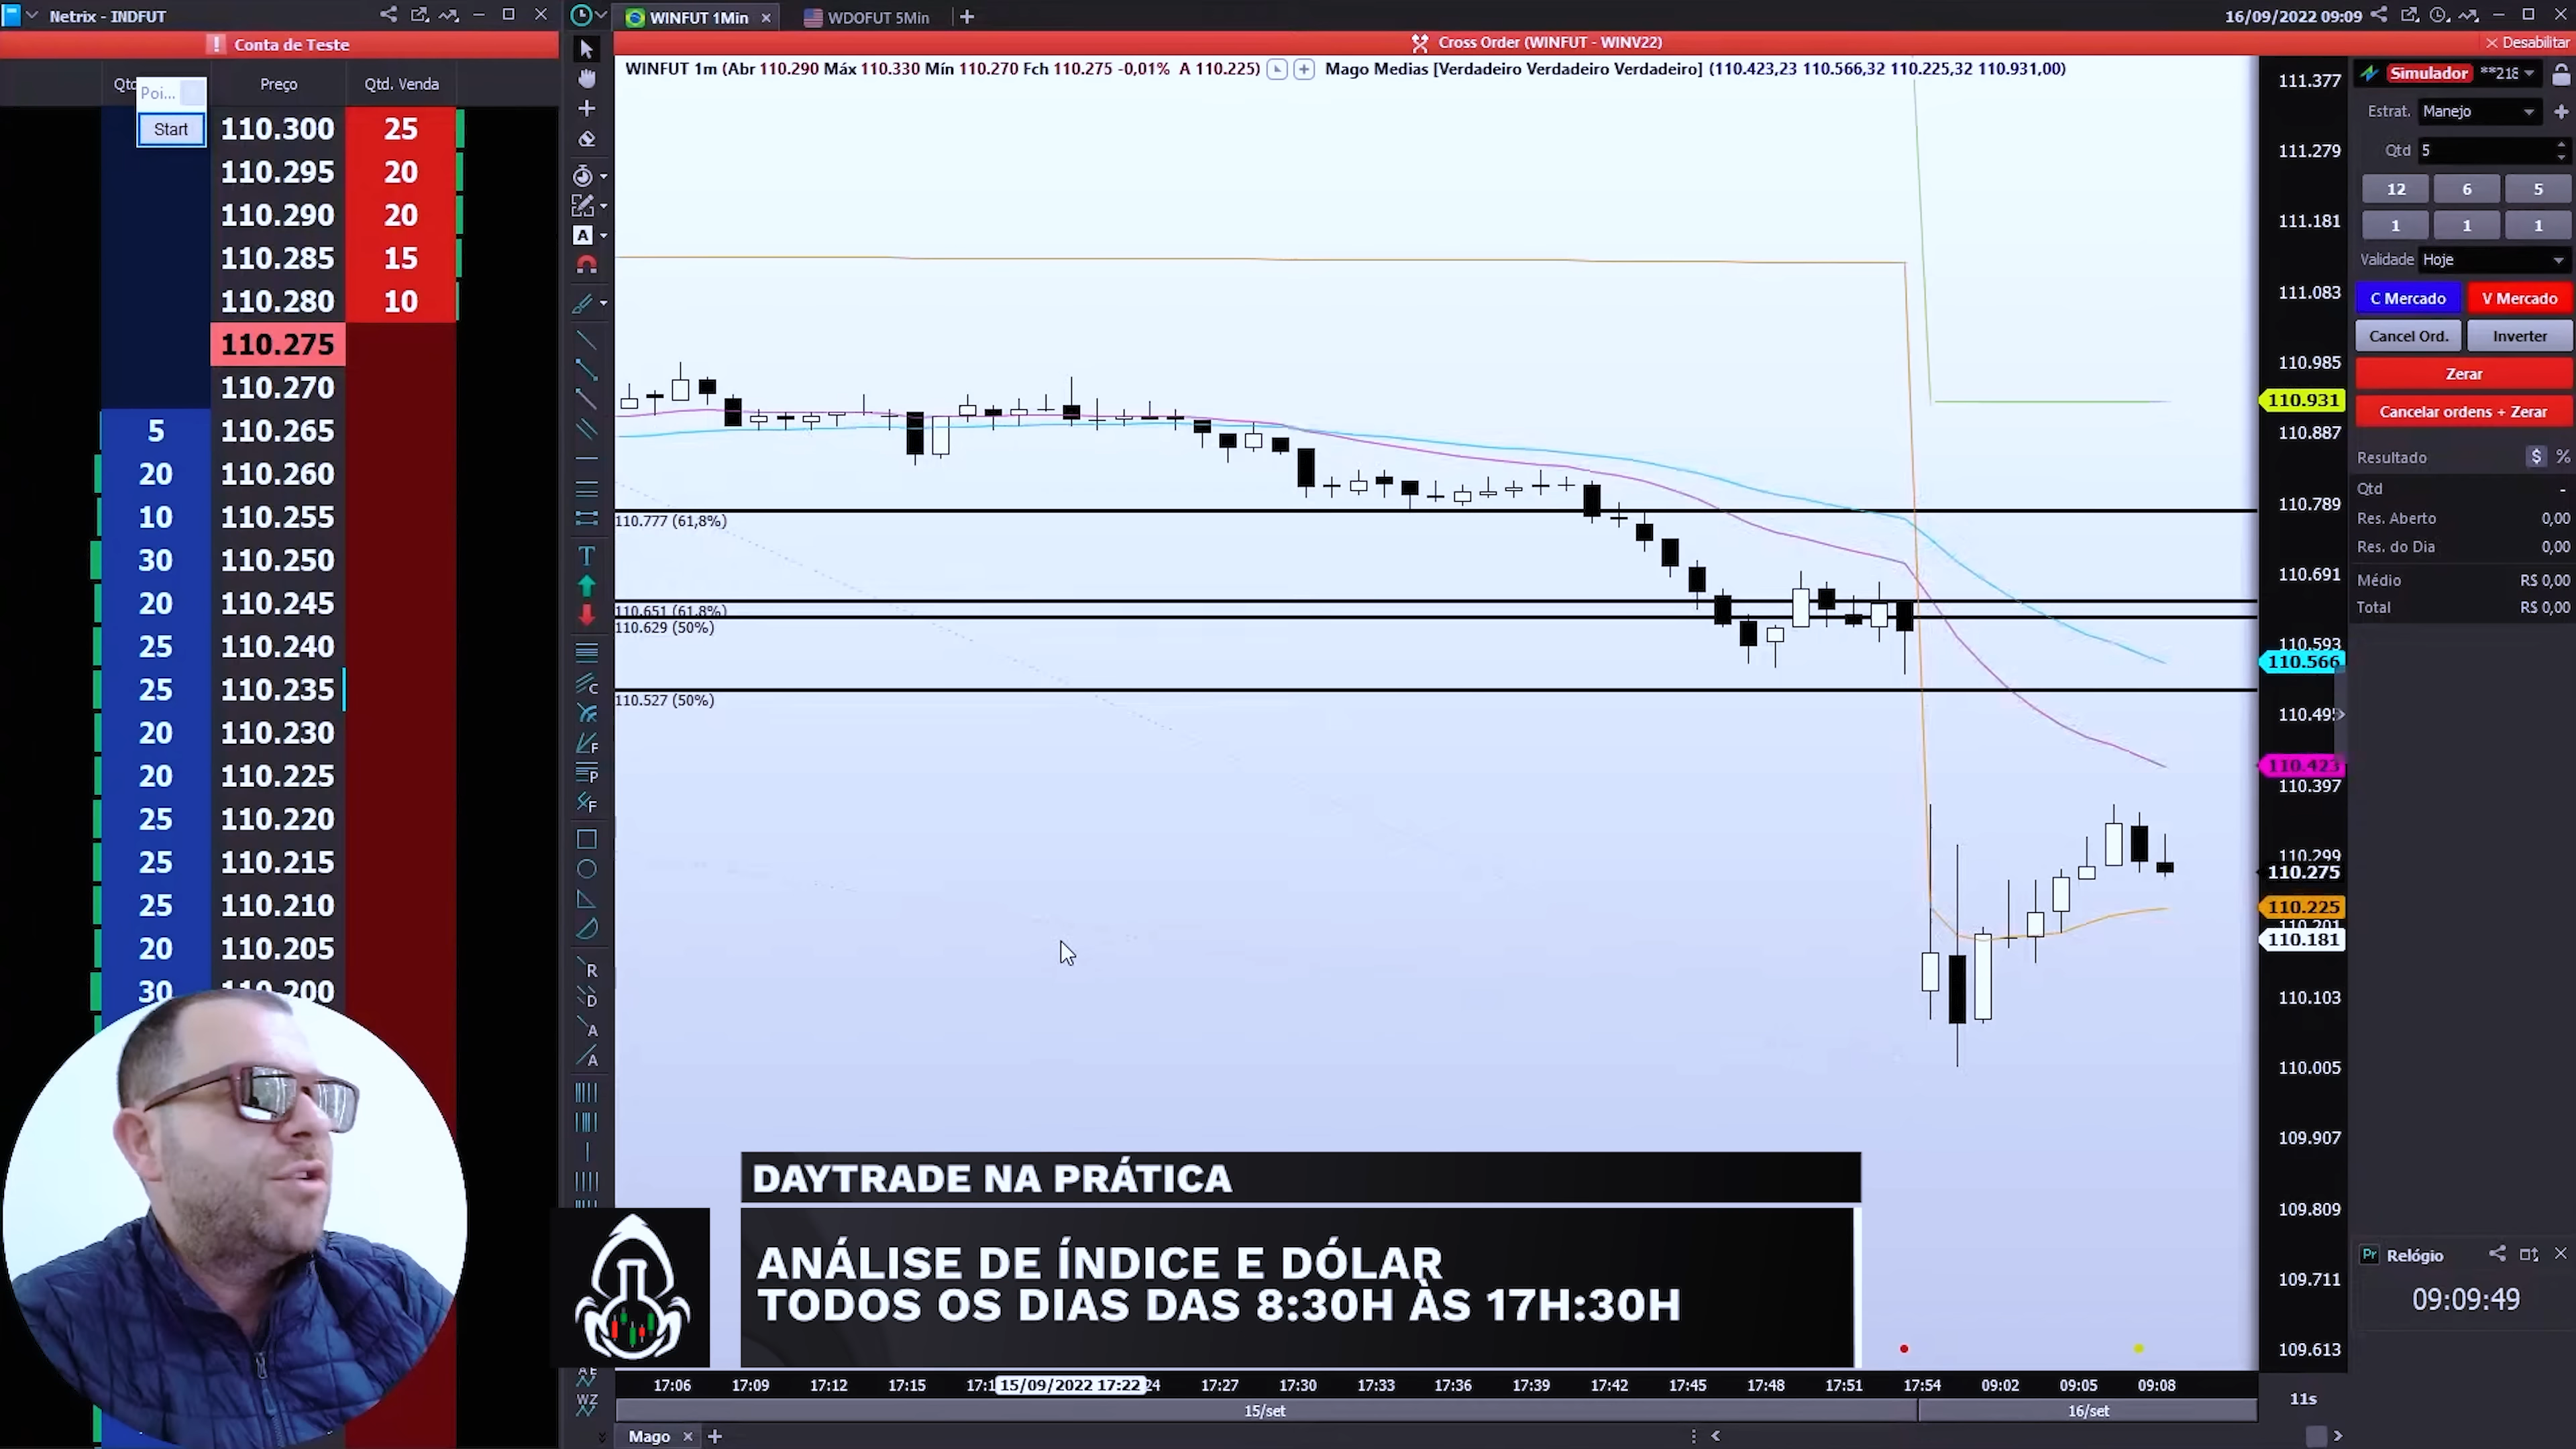 Netrix - INDFUT
Conta de Teste
Preço
Qtd. Venda
Poi...
Start
110.300 25
110.295 20
110.290 20
110.285 15
110.280 10
110.275
110.270
5 110.265
20 110.260
10 110.255
30 110.250
20 110.245
25 110.240
25 110.235
20 110.230
20 110.225
25 110.220
25 110.215
25 110.210
20 110.205
30 110.200
WINFUT 1Min
WDOFUT 5Min
16/09/2022 09:09
Cross Order (WINFUT - WINV22)
Desabilitar
WINFUT 1m (Abr 110.290 Máx 110.330 Mín 110.270 Fch 110.275 -0,01% A 110.225)
Mago Medias [Verdadeiro Verdadeiro Verdadeiro] (110.423,23 110.566,32 110.225,32 110.931,00)
110.777 (61,8%)
110.651 (61,8%)
110.629 (50%)
110.527 (50%)
111.377
111.279
111.181
111.083
110.985
110.931
110.887
110.789
110.691
110.593
110.566
110.495
110.423
110.397
110.299
110.275
110.225
110.201
110.181
110.103
110.005
109.907
109.809
109.711
109.613
Simulador **218
Estrat. Manejo
Qtd 5
12 6 5
1 1 1
Validade Hoje
C Mercado V Mercado
Cancel Ord. Inverter
Zerar
Cancelar ordens + Zerar
Resultado $ %
Qtd -
Res. Aberto 0,00
Res. do Dia 0,00
Médio R$ 0,00
Total R$ 0,00
Pr Relógio
09:09:49
DAYTRADE NA PRÁTICA
ANÁLISE DE ÍNDICE E DÓLAR
TODOS OS DIAS DAS 8:30H ÀS 17H:30H
17:06 17:09 17:12 17:15 15/09/2022 17:22 17:27 17:30 17:33 17:36 17:39 17:42 17:45 17:48 17:51 17:54 09:02 09:05 09:08
11s
15/set 16/set
Mago